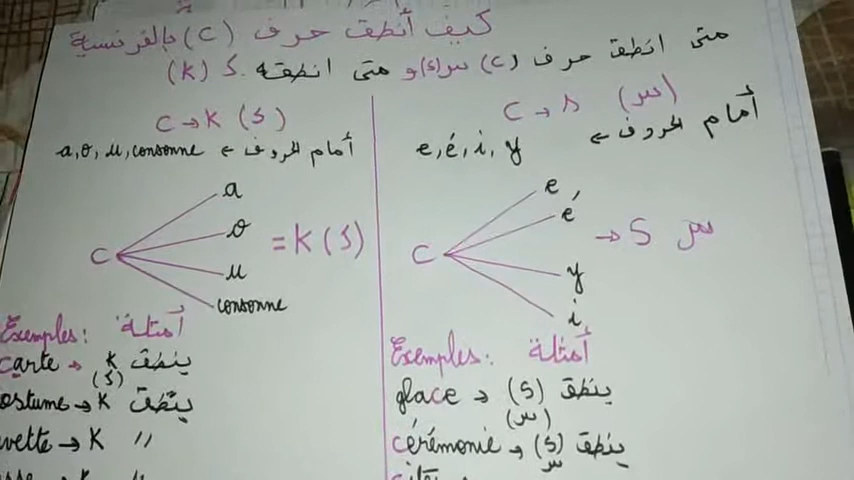 كيف أنطق حرف (C) بالفرنسية
متى انطق حرف (C) س(s) و متى انطقه ك (K)
C → K (ك)
أمام الحروف ← a, o, u, consonne
C
a
o
u
consonne
= K (ك)
Exemples: أمثلة
carte → K ينطق
(ك)
ostume → K ينطق
vette → K //
C → s (س)
أمام الحروف ←
e, é, i, y
C
e
é
y
i
→ S س
Exemples: أمثلة
glace → (S) ينطق
(س)
cérémonie → (S) ينطق
س